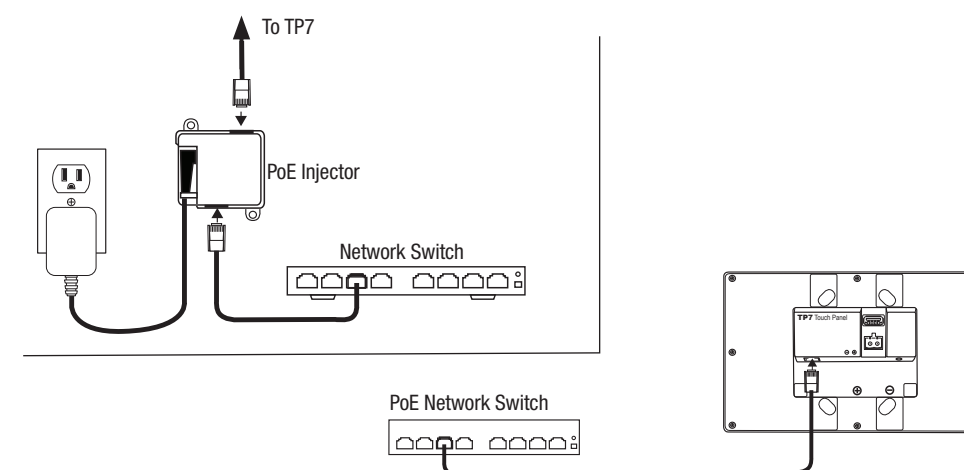 To TP7
PoE Injector
Network Switch
TP7 Touch Panel
PoE Network Switch